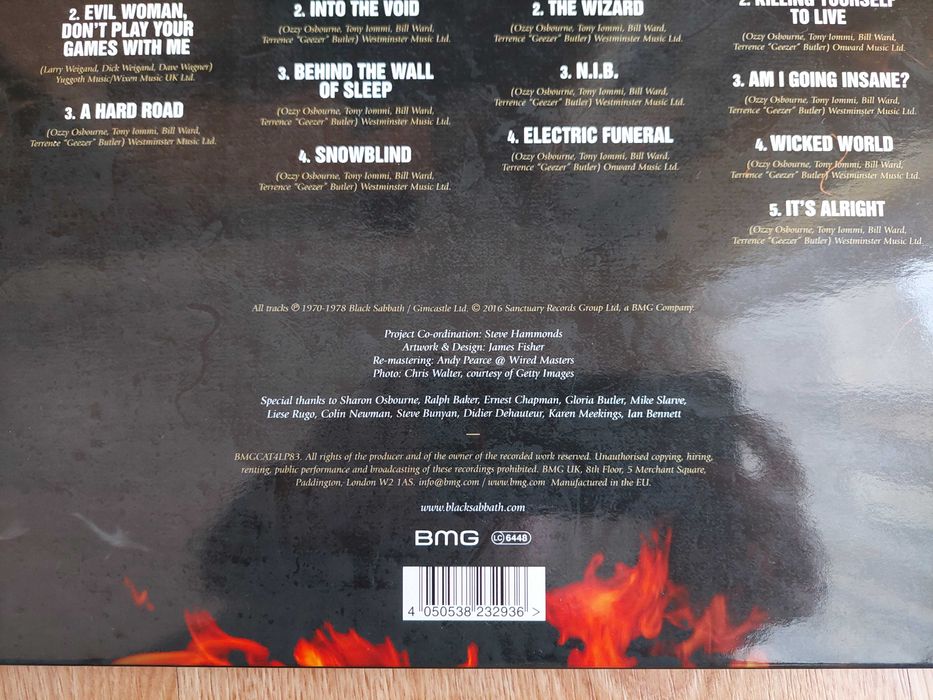 2. EVIL WOMAN,
DON'T PLAY YOUR
GAMES WITH ME
(Larry Weigand, Dick Weigand, Dave Wagner)
Yuggoth Music/Wixen Music UK Ltd.
3. A HARD ROAD
(Ozzy Osbourne, Tony Iommi, Bill Ward,
Terrence "Geezer" Butler) Westminster Music Ltd.
2. INTO THE VOID
(Ozzy Osbourne, Tony Iommi, Bill Ward,
Terrence "Geezer" Butler) Westminster Music Ltd.
3. BEHIND THE WALL
OF SLEEP
(Ozzy Osbourne, Tony Iommi, Bill Ward,
Terrence "Geezer" Butler) Westminster Music Ltd.
4. SNOWBLIND
(Ozzy Osbourne, Tony Iommi, Bill Ward,
Terrence "Geezer" Butler) Westminster Music Ltd.
2. THE WIZARD
(Ozzy Osbourne, Tony Iommi, Bill Ward,
Terrence "Geezer" Butler) Westminster Music Ltd.
3. N.I.B.
(Ozzy Osbourne, Tony Iommi, Bill Ward,
Terrence "Geezer" Butler) Westminster Music Ltd.
4. ELECTRIC FUNERAL
(Ozzy Osbourne, Tony Iommi, Bill Ward,
Terrence "Geezer" Butler) Onward Music Ltd.
2. KILLING YOURSELF
TO LIVE
(Ozzy Osbourne, Tony Iommi, Bill Ward,
Terrence "Geezer" Butler) Onward Music Ltd.
3. AM I GOING INSANE?
(Ozzy Osbourne, Tony Iommi, Bill Ward,
Terrence "Geezer" Butler) Westminster Music Ltd.
4. WICKED WORLD
(Ozzy Osbourne, Tony Iommi, Bill Ward,
Terrence "Geezer" Butler) Westminster Music Ltd.
5. IT'S ALRIGHT
(Ozzy Osbourne, Tony Iommi, Bill Ward,
Terrence "Geezer" Butler) Westminster Music Ltd.
All tracks ℗ 1970-1978 Black Sabbath / Gimcastle Ltd. © 2016 Sanctuary Records Group Ltd, a BMG Company.
Project Co-ordination: Steve Hammonds
Artwork & Design: James Fisher
Re-mastering: Andy Pearce @ Wired Masters
Photo: Chris Walter, courtesy of Getty Images
Special thanks to Sharon Osbourne, Ralph Baker, Ernest Chapman, Gloria Butler, Mike Slarve,
Liese Rugo, Colin Newman, Steve Bunyan, Didier Dehauteur, Karen Meekings, Ian Bennett
BMGCAT4LP83. All rights of the producer and of the owner of the recorded work reserved. Unauthorised copying, hiring,
renting, public performance and broadcasting of these recordings prohibited. BMG UK, 8th Floor, 5 Merchant Square,
Paddington, London W2 1AS. info@bmg.com / www.bmg.com Manufactured in the EU.
www.blacksabbath.com
BMG LC 6448
4 050538 232936 >